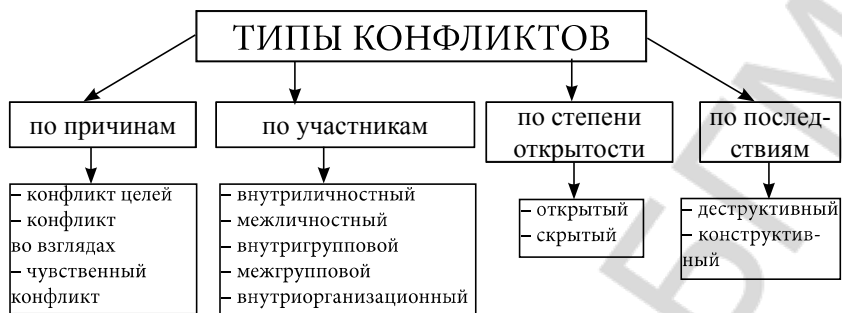 ТИПЫ КОНФЛИКТОВ
по причинам
– конфликт целей
– конфликт
во взглядах
– чувственный
конфликт
по участникам
– внутриличностный
– межличностный
– внутригрупповой
– межгрупповой
– внутриорганизационный
по степени
открытости
– открытый
– скрытый
по послед-
ствиям
– деструктивный
– конструктив-
ный
БГМ